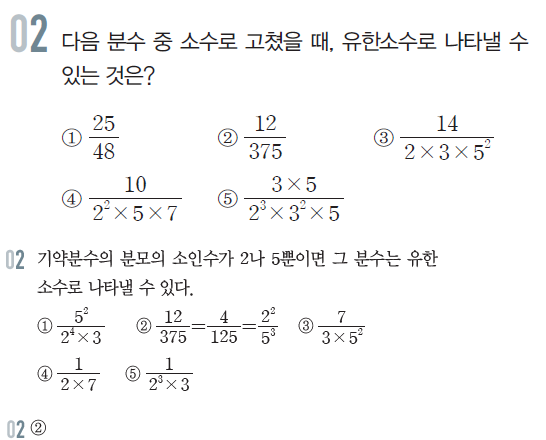 02 다음 분수 중 소수로 고쳤을 때, 유한소수로 나타낼 수
있는 것은?
① 25/48 ② 12/375 ③ 14/(2×3×5²)
④ 10/(2²×5×7) ⑤ (3×5)/(2³×3²×5)
02 기약분수의 분모의 소인수가 2나 5뿐이면 그 분수는 유한
소수로 나타낼 수 있다.
① 5²/(2⁴×3) ② 12/375=4/125=2²/5³ ③ 7/(3×5²)
④ 1/(2×7) ⑤ 1/(2³×3)
02 ②